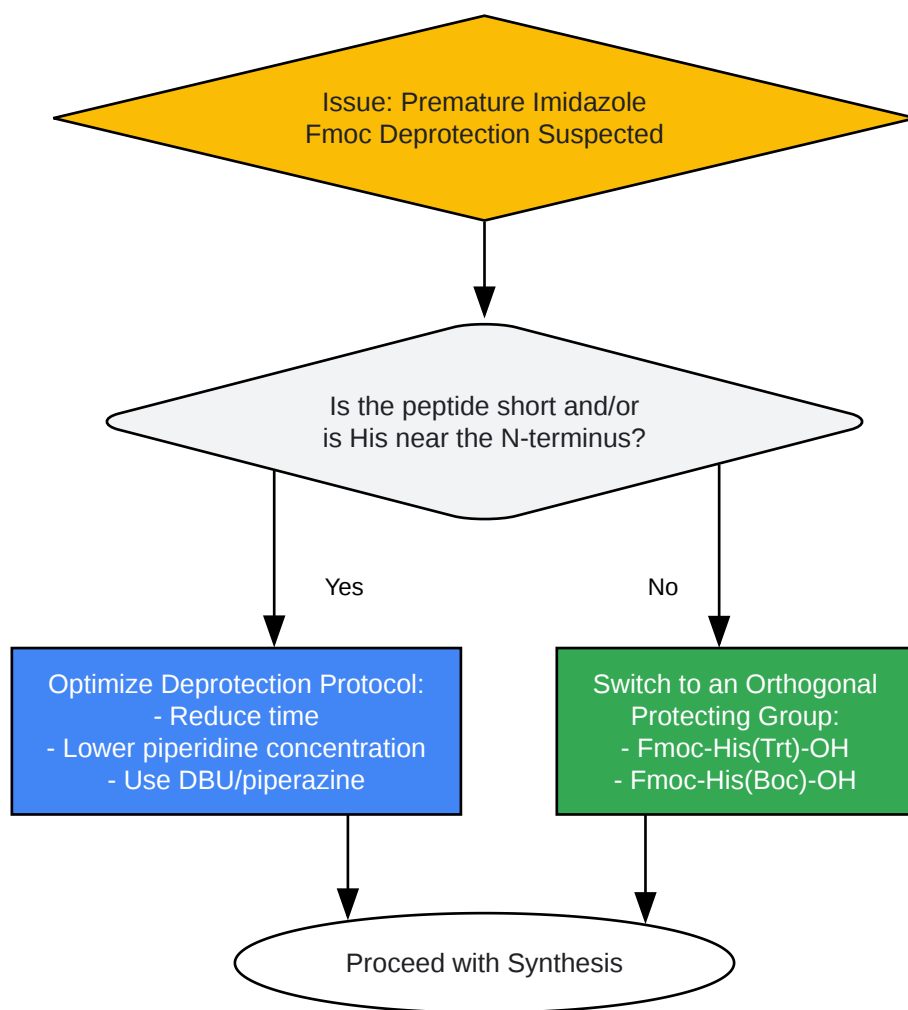 Issue: Premature Imidazole
Fmoc Deprotection Suspected
Is the peptide short and/or
is His near the N-terminus?
Yes
No
Optimize Deprotection Protocol:
- Reduce time
- Lower piperidine concentration
- Use DBU/piperazine
Switch to an Orthogonal
Protecting Group:
- Fmoc-His(Trt)-OH
- Fmoc-His(Boc)-OH
Proceed with Synthesis